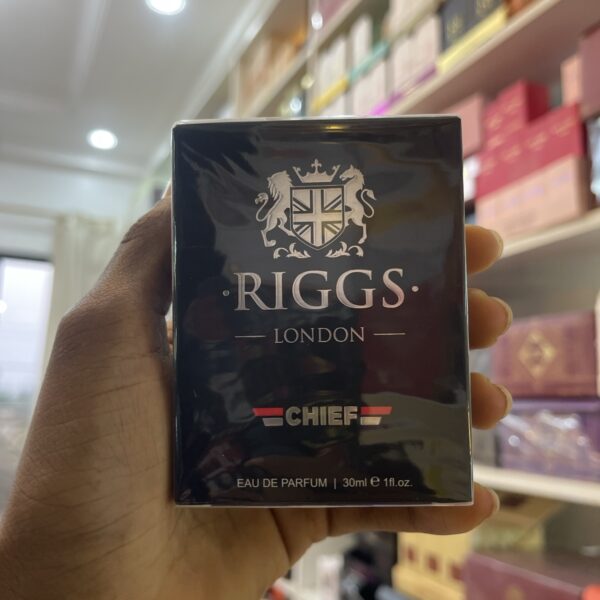 ·RIGGS·
— LONDON —
CHIEF
EAU DE PARFUM | 30ml ℮ 1fl.oz.